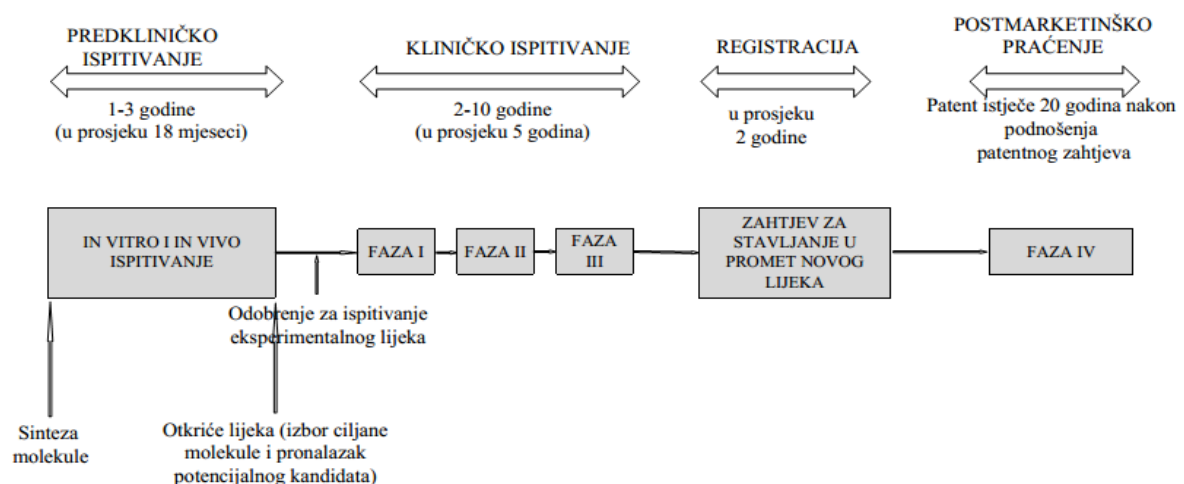 PREDKLINIČKO
ISPITIVANJE
1-3 godine
(u prosjeku 18 mjeseci)
KLINIČKO ISPITIVANJE
2-10 godine
(u prosjeku 5 godina)
REGISTRACIJA
u prosjeku
2 godine
POSTMARKETINŠKO
PRAĆENJE
Patent istječe 20 godina nakon
podnošenja
patentnog zahtjeva
IN VITRO I IN VIVO
ISPITIVANJE
FAZA I
FAZA II
FAZA
III
ZAHTJEV ZA
STAVLJANJE U
PROMET NOVOG
LIJEKA
FAZA IV
Odobrenje za ispitivanje
eksperimentalnog lijeka
Sinteza
molekule
Otkriće lijeka (izbor ciljane
molekule i pronalazak
potencijalnog kandidata)